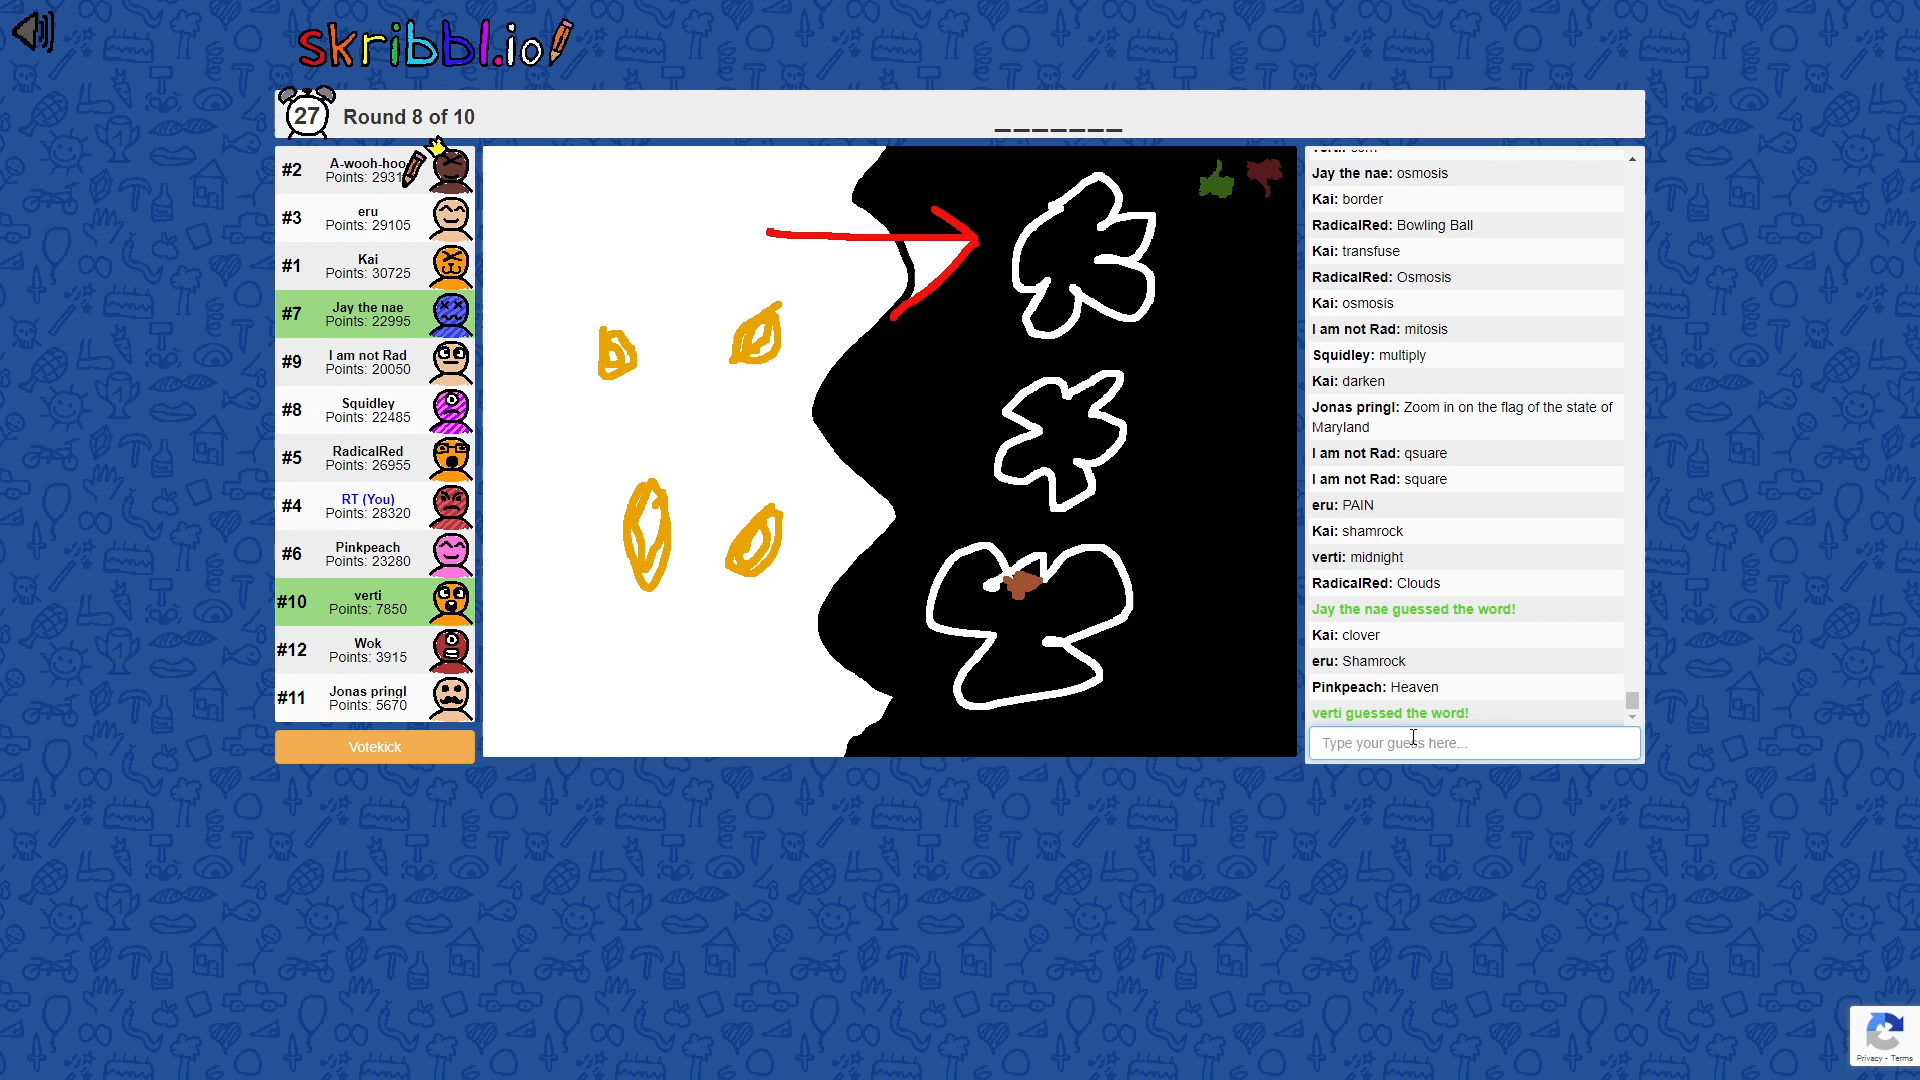 skribbl.io
27 Round 8 of 10
_ _ _ _ _ _ _
#2 A-wooh-hoo
Points: 2931
#3 eru
Points: 29105
#1 Kai
Points: 30725
#7 Jay the nae
Points: 22995
#9 I am not Rad
Points: 20050
#8 Squidley
Points: 22485
#5 RadicalRed
Points: 26955
#4 RT (You)
Points: 28320
#6 Pinkpeach
Points: 23280
#10 verti
Points: 7850
#12 Wok
Points: 3915
#11 Jonas pringl
Points: 5670
Votekick
Jay the nae: osmosis
Kai: border
RadicalRed: Bowling Ball
Kai: transfuse
RadicalRed: Osmosis
Kai: osmosis
I am not Rad: mitosis
Squidley: multiply
Kai: darken
Jonas pringl: Zoom in on the flag of the state of
Maryland
I am not Rad: qsuare
I am not Rad: square
eru: PAIN
Kai: shamrock
verti: midnight
RadicalRed: Clouds
Jay the nae guessed the word!
Kai: clover
eru: Shamrock
Pinkpeach: Heaven
verti guessed the word!
Type your guess here...
Privacy - Terms